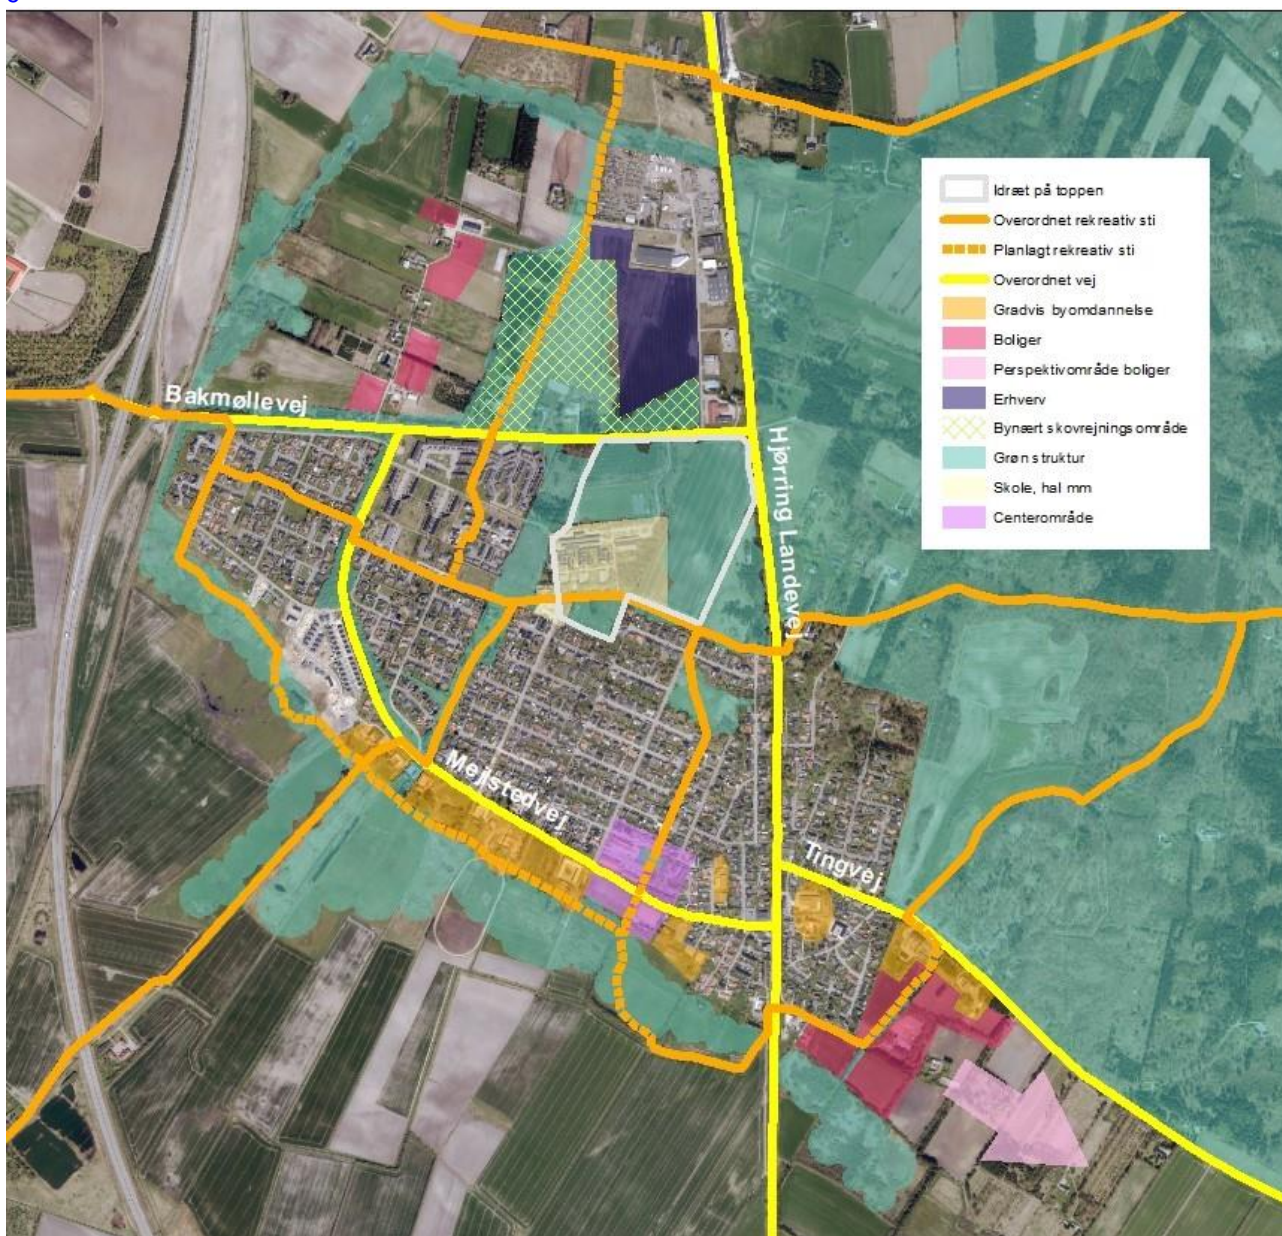 Idræt på toppen
Overordnet rekreativ sti
Planlagt rekreativ sti
Overordnet vej
Gradvis byomdannelse
Boliger
Perspektivområde boliger
Erhverv
Bynært skovrejningsområde
Grøn struktur
Skole, hal mm
Centerområde
Bakmøllevej
Hjørring Landevej
Mejlstedvej
Tingvej